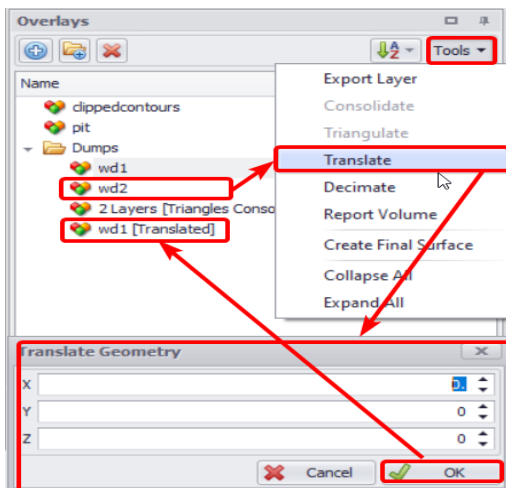 Overlays
Tools
Name
clippedcontours
pit
Dumps
wd1
wd2
2 Layers [Triangles Conso
wd1 [Translated]
Export Layer
Consolidate
Triangulate
Translate
Decimate
Report Volume
Create Final Surface
Collapse All
Expand All
Translate Geometry
X 0.
Y 0
Z 0
Cancel OK